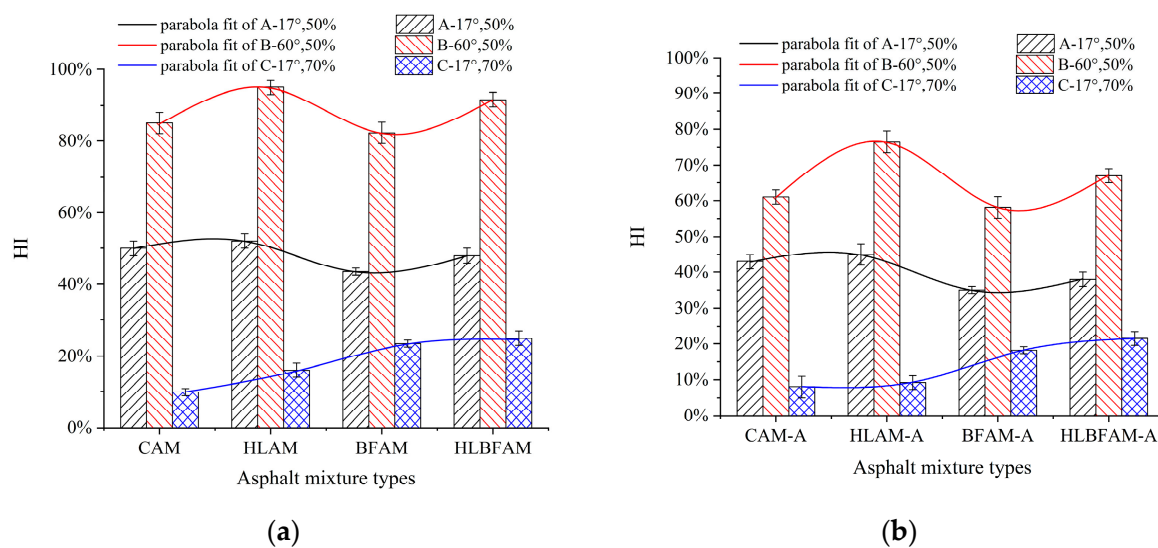 parabola fit of A-17°,50% A-17°,50%
parabola fit of B-60°,50% B-60°,50%
parabola fit of C-17°,70% C-17°,70%
100%
80%
60%
40%
20%
0%
HI
CAM HLAM BFAM HLBFAM
Asphalt mixture types
(a)
parabola fit of A-17°,50% A-17°,50%
parabola fit of B-60°,50% B-60°,50%
parabola fit of C-17°,70% C-17°,70%
100%
90%
80%
70%
60%
50%
40%
30%
20%
10%
0%
HI
CAM-A HLAM-A BFAM-A HLBFAM-A
Asphalt mixture types
(b)